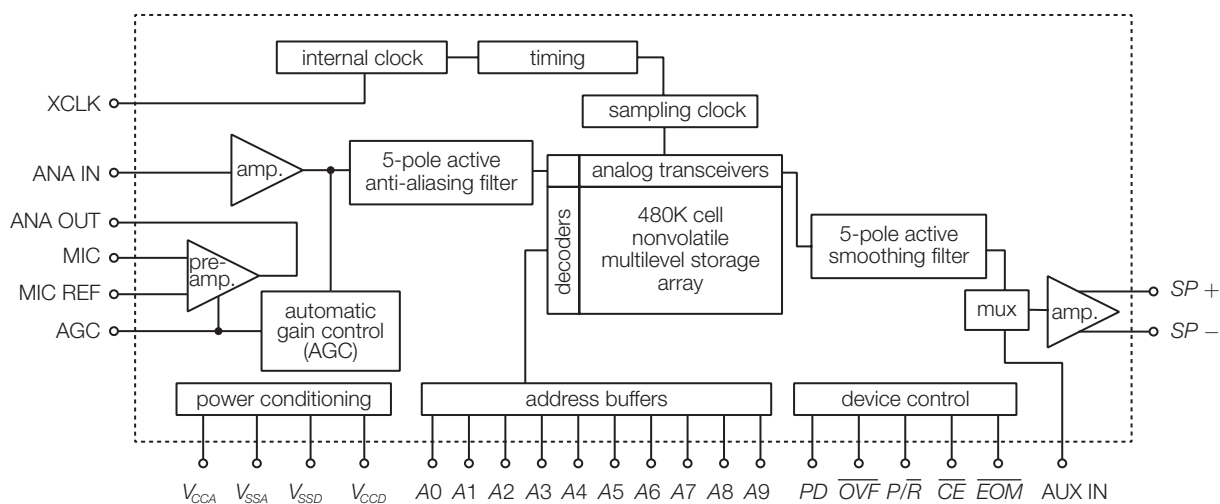 internal clock
timing
XCLK
sampling clock
ANA IN
amp.
5-pole active
anti-aliasing filter
analog transceivers
decoders
480K cell
nonvolatile
multilevel storage
array
ANA OUT
MIC
pre-
amp.
MIC REF
AGC
automatic
gain control
(AGC)
5-pole active
smoothing filter
mux
amp.
SP +
SP −
power conditioning
address buffers
device control
V_CCA V_SSA V_SSD V_CCD A0 A1 A2 A3 A4 A5 A6 A7 A8 A9 PD O̅V̅F̅ P/R̅ C̅E̅ E̅O̅M̅ AUX IN